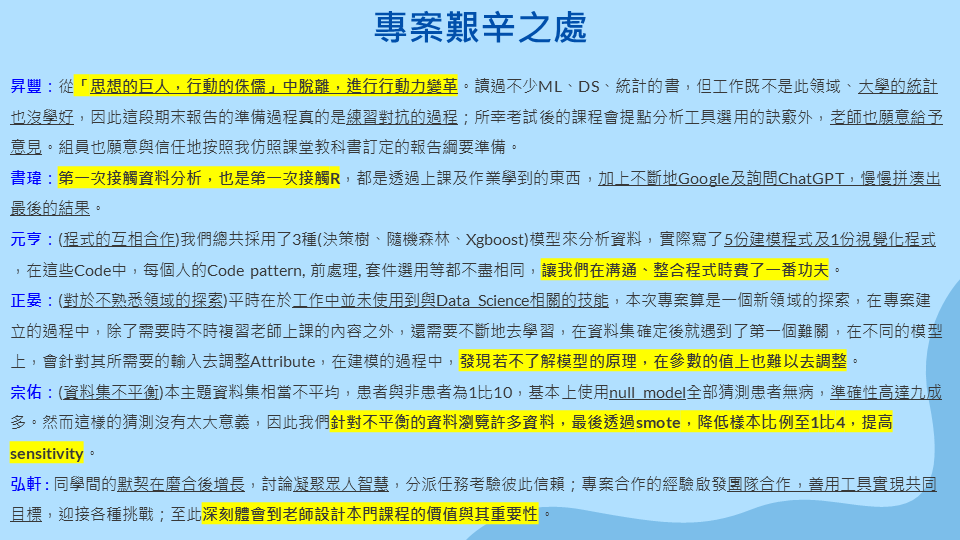 專案艱辛之處
昇豐：從「思想的巨人，行動的侏儒」中脫離，進行行動力變革。讀過不少ML、DS、統計的書，但工作既不是此領域、大學的統計
也沒學好，因此這段期末報告的準備過程真的是練習對抗的過程；所幸考試後的課程會提點分析工具選用的訣竅外，老師也願意給予
意見。組員也願意與信任地按照我仿照課堂教科書訂定的報告綱要準備。
書瑋：第一次接觸資料分析，也是第一次接觸R，都是透過上課及作業學到的東西，加上不斷地Google及詢問ChatGPT，慢慢拼湊出
最後的結果。
元亨：(程式的互相合作)我們總共採用了3種(決策樹、隨機森林、Xgboost)模型來分析資料，實際寫了5份建模程式及1份視覺化程式
，在這些Code中，每個人的Code pattern, 前處理, 套件選用等都不盡相同，讓我們在溝通、整合程式時費了一番功夫。
正晏：(對於不熟悉領域的探索)平時在於工作中並未使用到與Data Science相關的技能，本次專案算是一個新領域的探索，在專案建
立的過程中，除了需要時不時複習老師上課的內容之外，還需要不斷地去學習，在資料集確定後就遇到了第一個難關，在不同的模型
上，會針對其所需要的輸入去調整Attribute，在建模的過程中，發現若不了解模型的原理，在參數的值上也難以去調整。
宗佑：(資料集不平衡)本主題資料集相當不平均，患者與非患者為1比10，基本上使用null model全部猜測患者無病，準確性高達九成
多。然而這樣的猜測沒有太大意義，因此我們針對不平衡的資料瀏覽許多資料，最後透過smote，降低樣本比例至1比4，提高
sensitivity。
弘軒：同學間的默契在磨合後增長，討論凝聚眾人智慧，分派任務考驗彼此信賴；專案合作的經驗啟發團隊合作，善用工具實現共同
目標，迎接各種挑戰；至此深刻體會到老師設計本門課程的價值與其重要性。